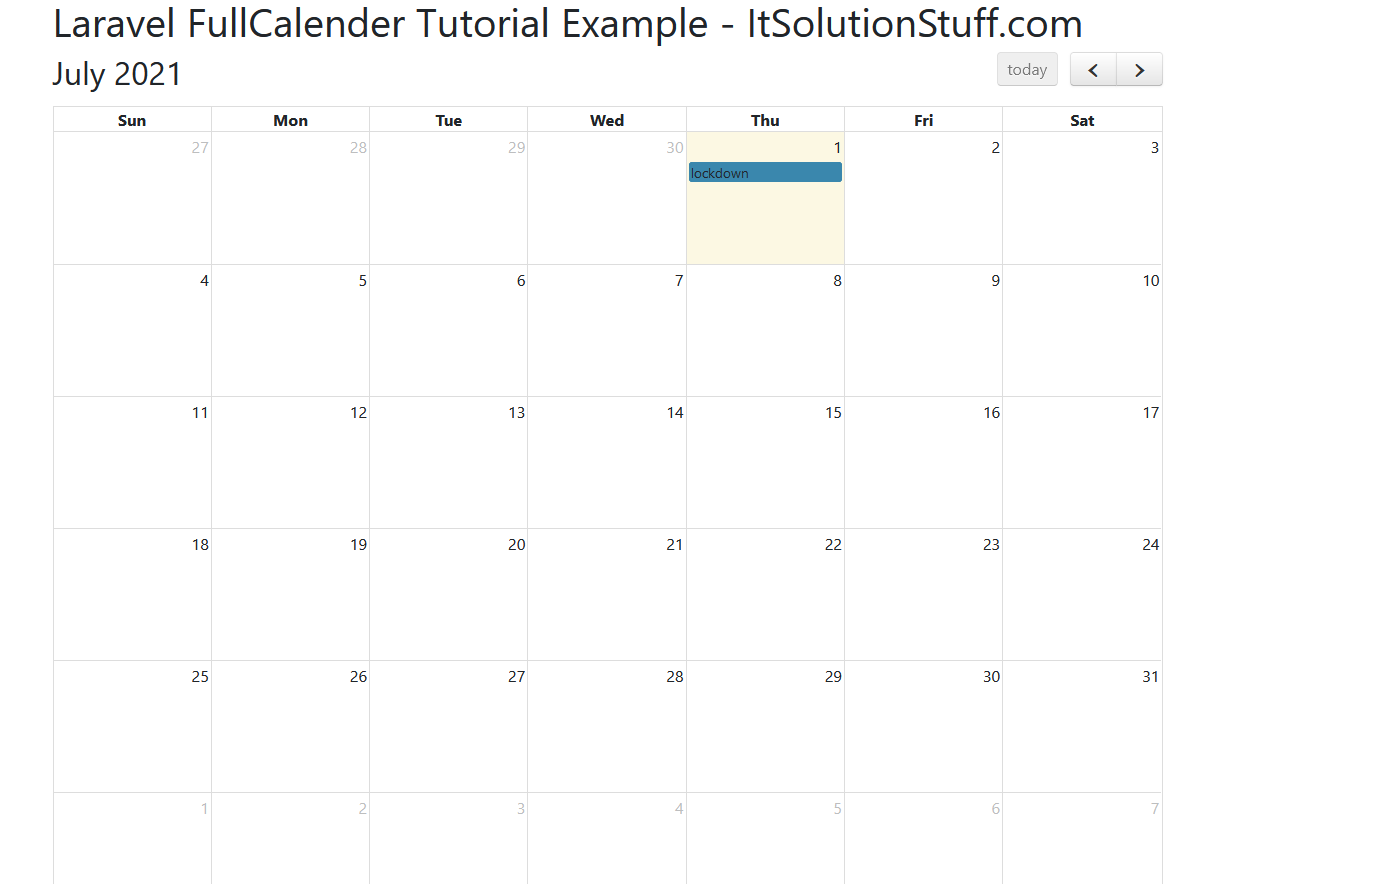 Laravel FullCalender Tutorial Example - ItSolutionStuff.com
July 2021
today
Sun Mon Tue Wed Thu Fri Sat
27 28 29 30 1 2 3
lockdown
4 5 6 7 8 9 10
11 12 13 14 15 16 17
18 19 20 21 22 23 24
25 26 27 28 29 30 31
1 2 3 4 5 6 7